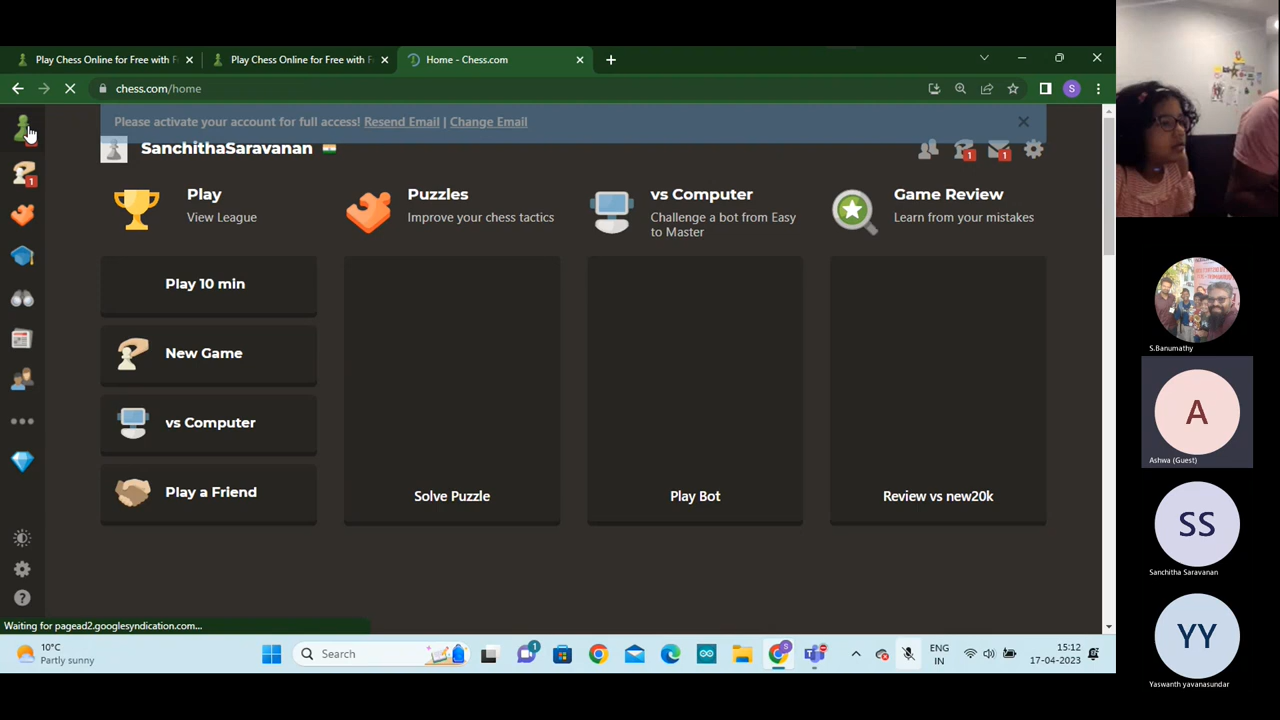 Play Chess Online for Free with F
Play Chess Online for Free with F
Home - Chess.com
chess.com/home
S
Please activate your account for full access! Resend Email | Change Email
SanchithaSaravanan
1
1
1
Play
View League
Puzzles
Improve your chess tactics
vs Computer
Challenge a bot from Easy
to Master
Game Review
Learn from your mistakes
Play 10 min
New Game
vs Computer
Play a Friend
Solve Puzzle
Play Bot
Review vs new20k
Waiting for pagead2.googlesyndication.com...
10°C
Partly sunny
Search
1
S
ENG
IN
15:12
17-04-2023
S.Banumathy
A
Ashwa (Guest)
SS
Sanchitha Saravanan
YY
Yaswanth yavanasundar